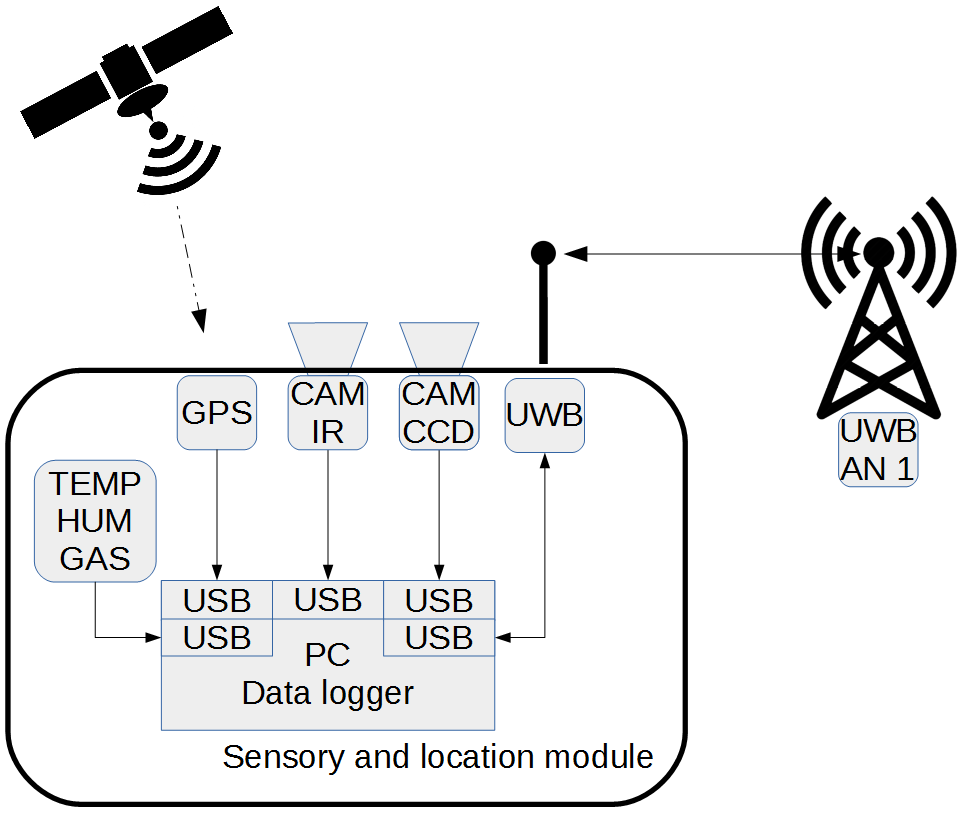 GPS
CAM
IR
CAM
CCD
UWB
UWB
AN 1
TEMP
HUM
GAS
USB
USB
USB
USB
USB
PC
Data logger
Sensory and location module